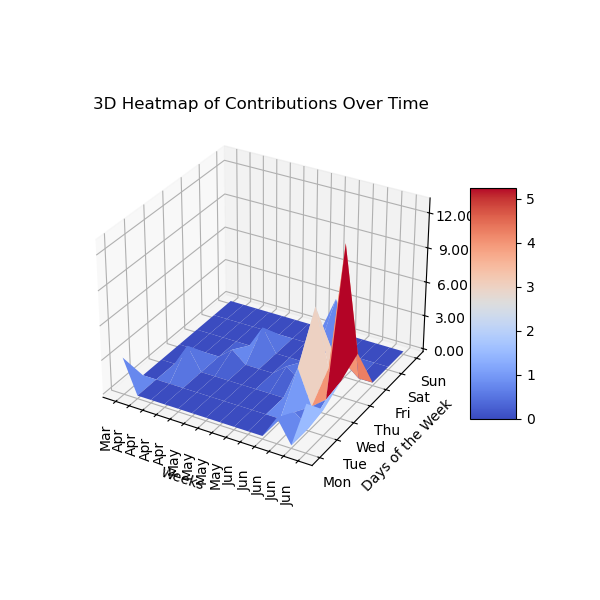 3D Heatmap of Contributions Over Time
12.00
9.00
6.00
3.00
0.00
5
4
3
2
1
0
Sun
Sat
Fri
Thu
Wed
Tue
Mon
Days of the Week
Mar
Apr
Apr
Apr
Apr
May
May
May
May
Jun
Jun
Jun
Jun
Jun
Weeks